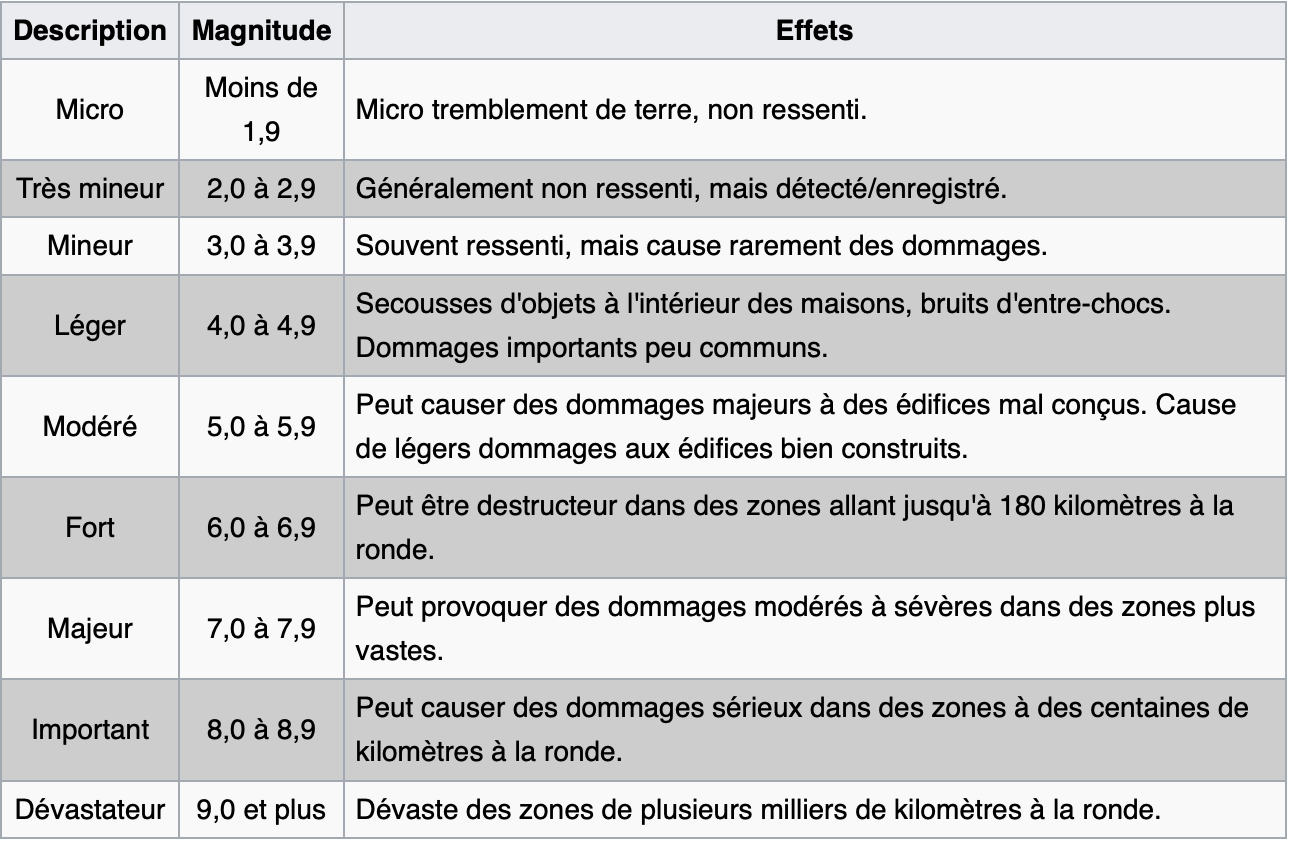 Description Magnitude Effets
Micro
Moins de
1,9
Micro tremblement de terre, non ressenti.
Très mineur 2,0 à 2,9 Généralement non ressenti, mais détecté/enregistré.
Mineur 3,0 à 3,9 Souvent ressenti, mais cause rarement des dommages.
Léger 4,0 à 4,9
Secousses d'objets à l'intérieur des maisons, bruits d'entre-chocs.
Dommages importants peu communs.
Modéré 5,0 à 5,9
Peut causer des dommages majeurs à des édifices mal conçus. Cause
de légers dommages aux édifices bien construits.
Fort 6,0 à 6,9
Peut être destructeur dans des zones allant jusqu'à 180 kilomètres à la
ronde.
Majeur 7,0 à 7,9
Peut provoquer des dommages modérés à sévères dans des zones plus
vastes.
Important 8,0 à 8,9
Peut causer des dommages sérieux dans des zones à des centaines de
kilomètres à la ronde.
Dévastateur 9,0 et plus Dévaste des zones de plusieurs milliers de kilomètres à la ronde.